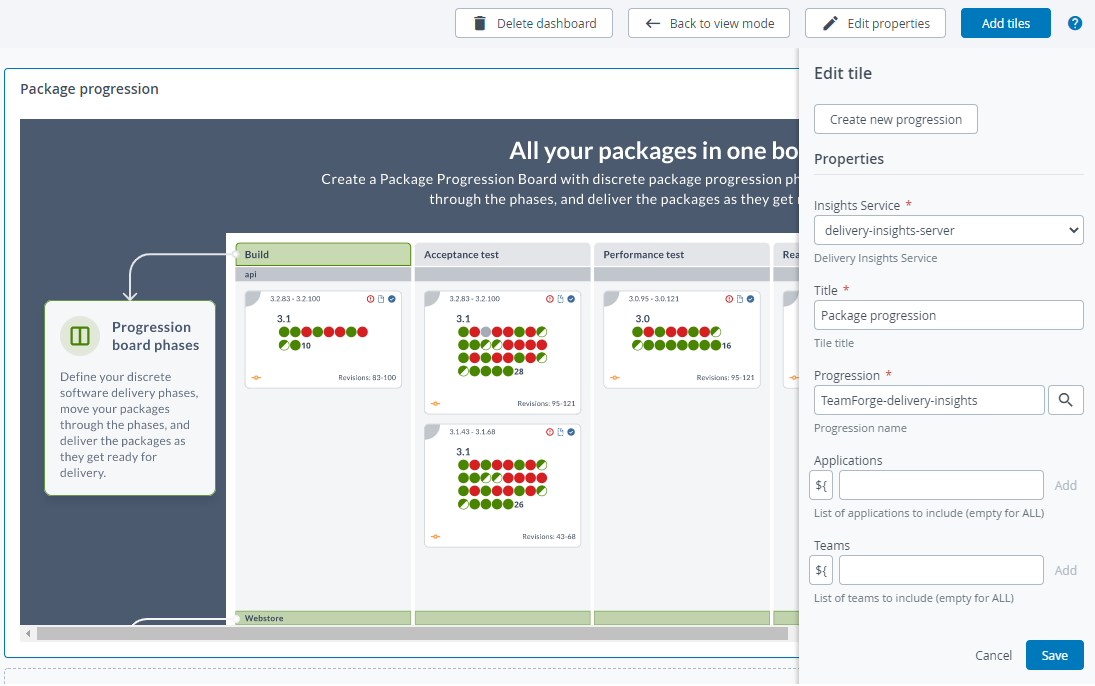 Delete dashboard
Back to view mode
Edit properties
Add tiles
?
Package progression
All your packages in one bo
Create a Package Progression Board with discrete package progression ph
through the phases, and deliver the packages as they get
Build
Acceptance test
Performance test
Rea
api
3.2.83 - 3.2.100
3.1
10
Revisions: 83-100
3.2.83 - 3.2.100
3.1
28
Revisions: 95-121
3.0.95 - 3.0.121
3.0
16
Revisions: 95-121
3.1.43 - 3.1.68
3.1
26
Revisions: 43-68
Progression
board phases
Define your discrete
software delivery phases,
move your packages
through the phases, and
deliver the packages as
they get ready for
delivery.
Webstore
Edit tile
Create new progression
Properties
Insights Service *
delivery-insights-server
Delivery Insights Service
Title *
Package progression
Tile title
Progression *
TeamForge-delivery-insights
Progression name
Applications
${
Add
List of applications to include (empty for ALL)
Teams
${
Add
List of teams to include (empty for ALL)
Cancel
Save